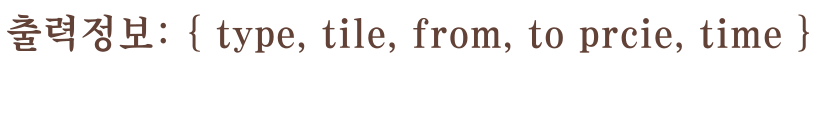 출력정보: { type, tile, from, to prcie, time }